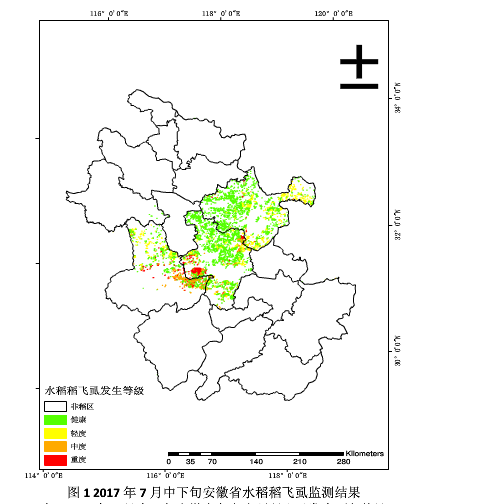 116° 0'0"E 118° 0'0"E 120° 0'0"E
34° 0'0"N
32° 0'0"N
30° 0'0"N
水稻稻飞虱发生等级
非稻区
健康
轻度
中度
重度
Kilometers
0 35 70 140 210 280
114° 0'0"E 116° 0'0"E 118° 0'0"E
图 1 2017 年 7 月中下旬安徽省水稻稻飞虱监测结果